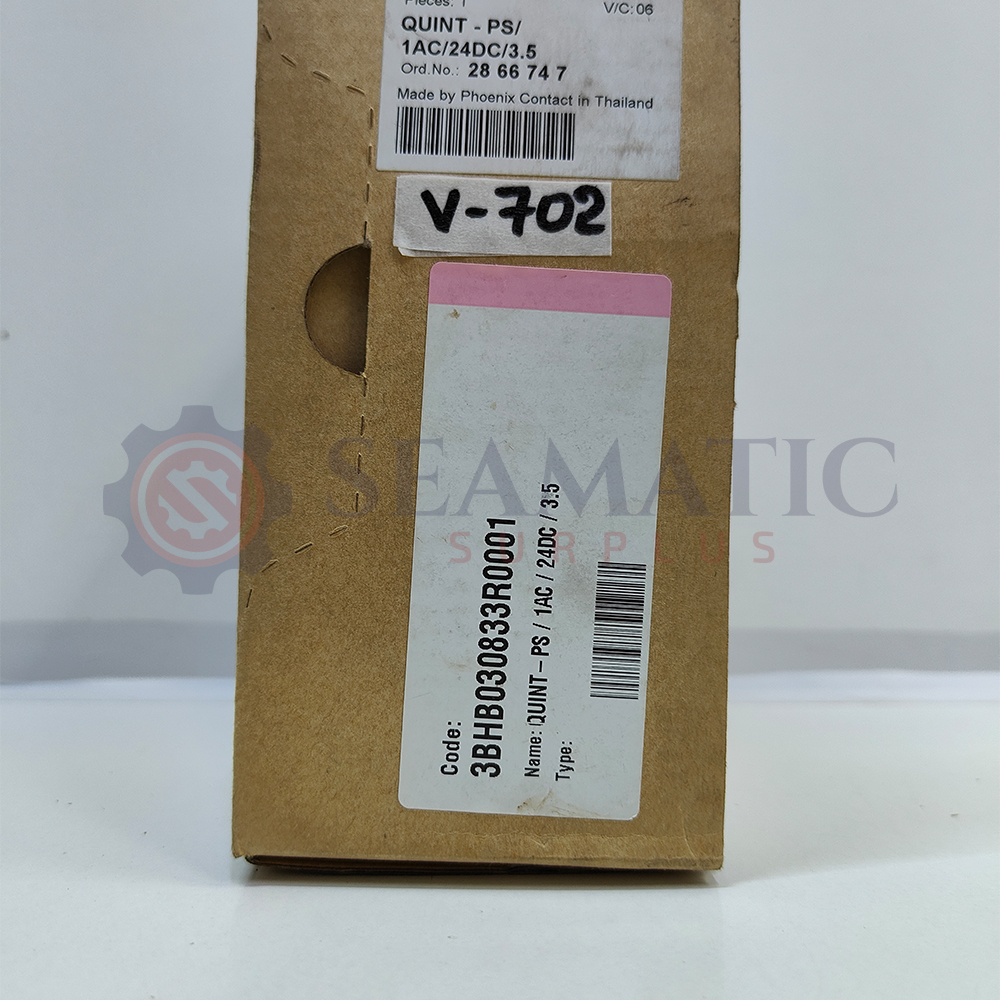 Pieces: 1
V/C: 06
QUINT - PS/
1AC/24DC/3.5
Ord.No.: 28 66 74 7
Made by Phoenix Contact in Thailand
V-702
SEAMATIC
SURPLUS
Code:
3BHB030833R0001
Name: QUINT - PS / 1AC / 24DC / 3.5
Type: